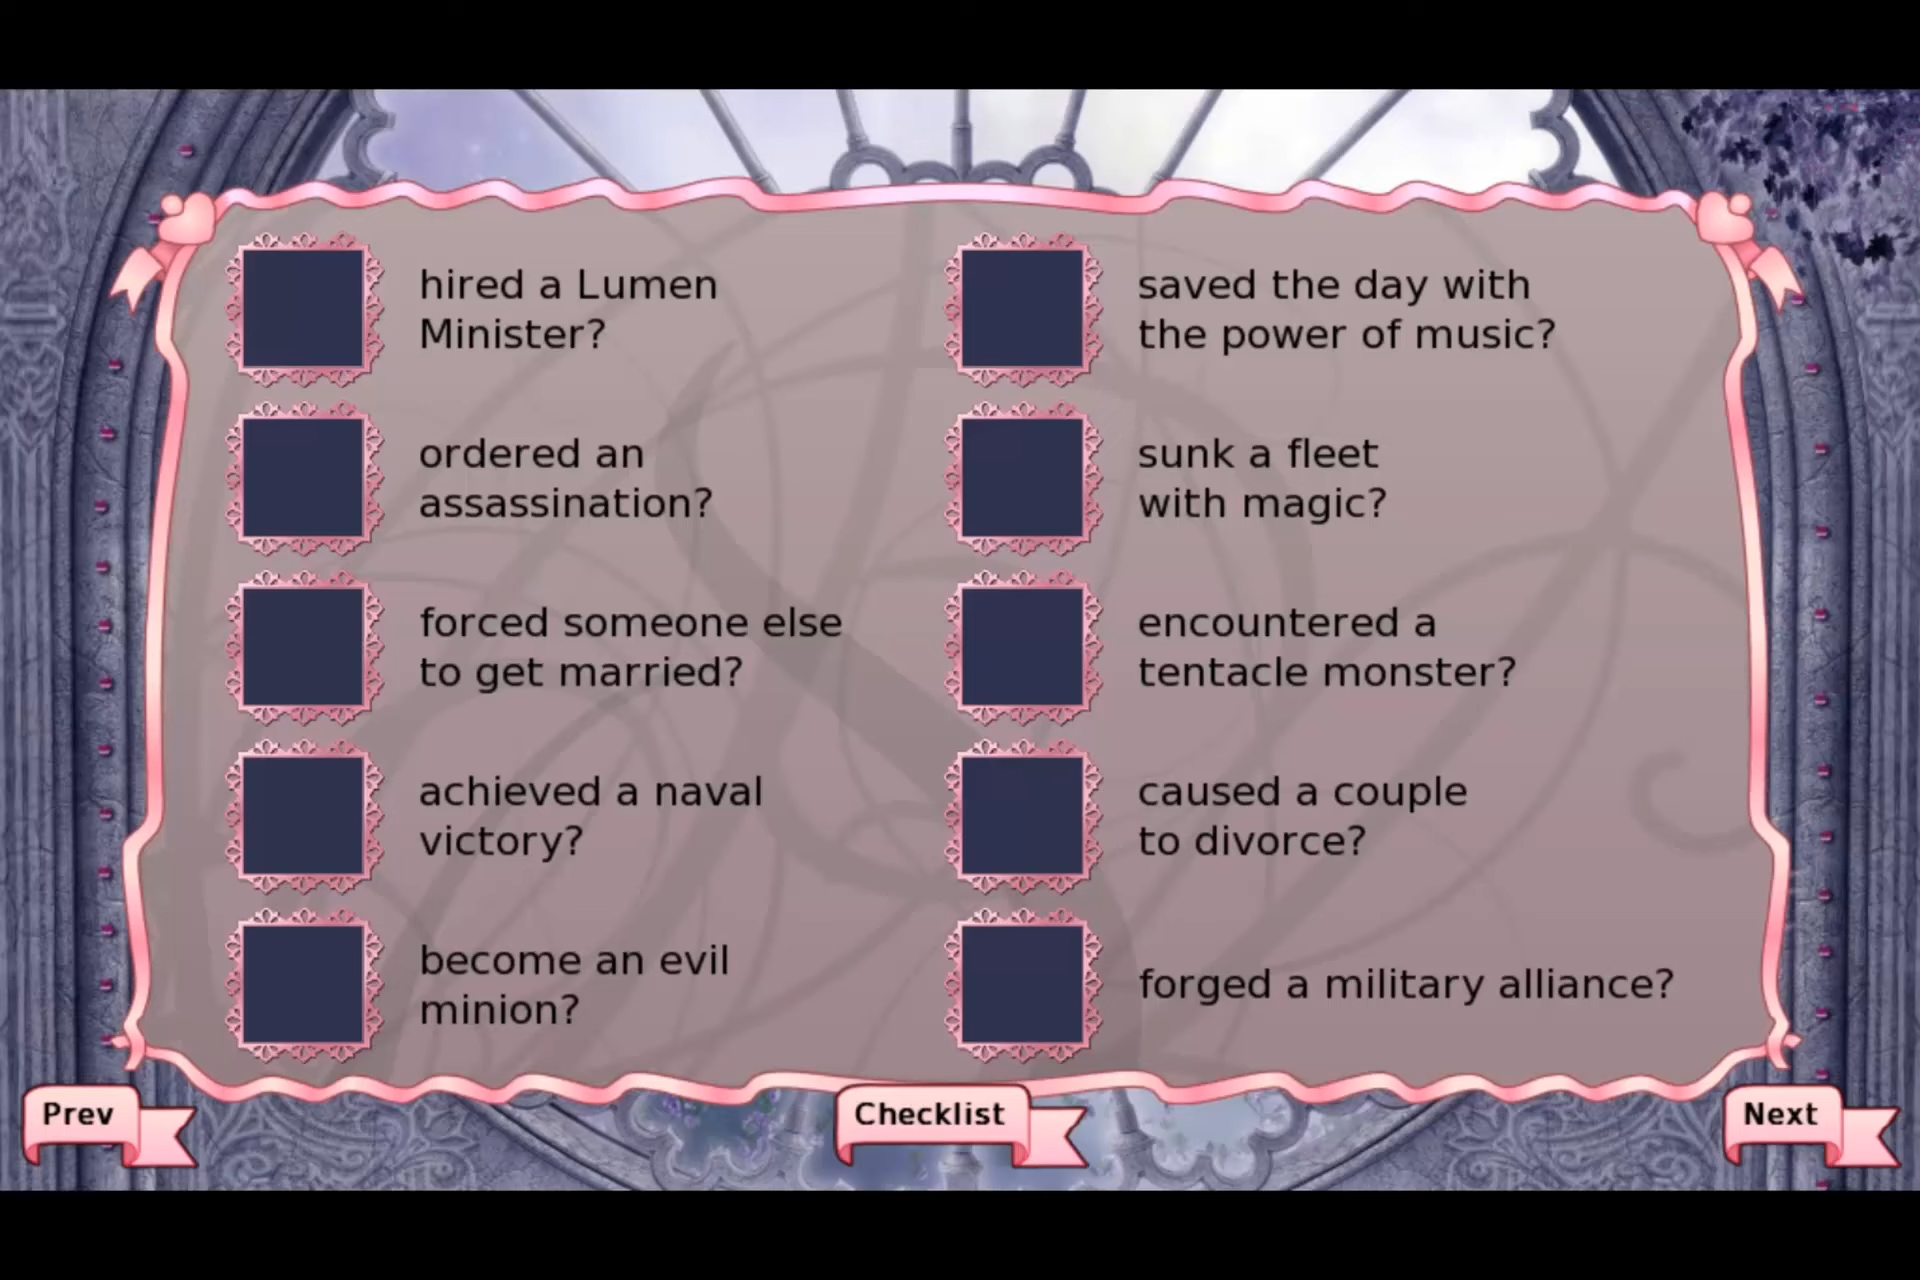 hired a Lumen
Minister?
ordered an
assassination?
forced someone else
to get married?
achieved a naval
victory?
become an evil
minion?
saved the day with
the power of music?
sunk a fleet
with magic?
encountered a
tentacle monster?
caused a couple
to divorce?
forged a military alliance?
Prev
Checklist
Next